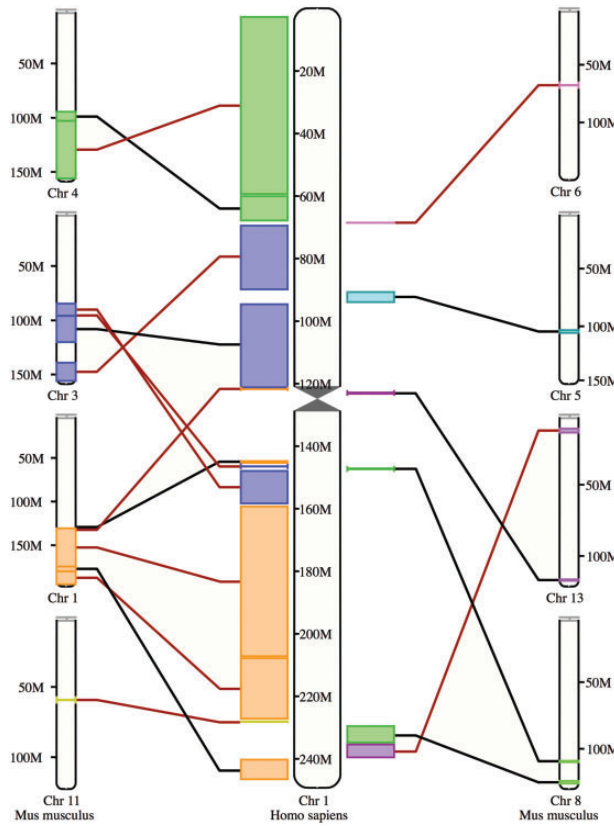 50M
100M
150M
Chr 4
50M
100M
150M
Chr 3
50M
100M
150M
Chr 1
50M
100M
Chr 11
Mus musculus
20M
40M
60M
80M
100M
120M
140M
160M
180M
200M
220M
240M
Chr 1
Homo sapiens
50M
100M
Chr 6
50M
100M
150M
Chr 5
50M
100M
Chr 13
50M
100M
Chr 8
Mus musculus